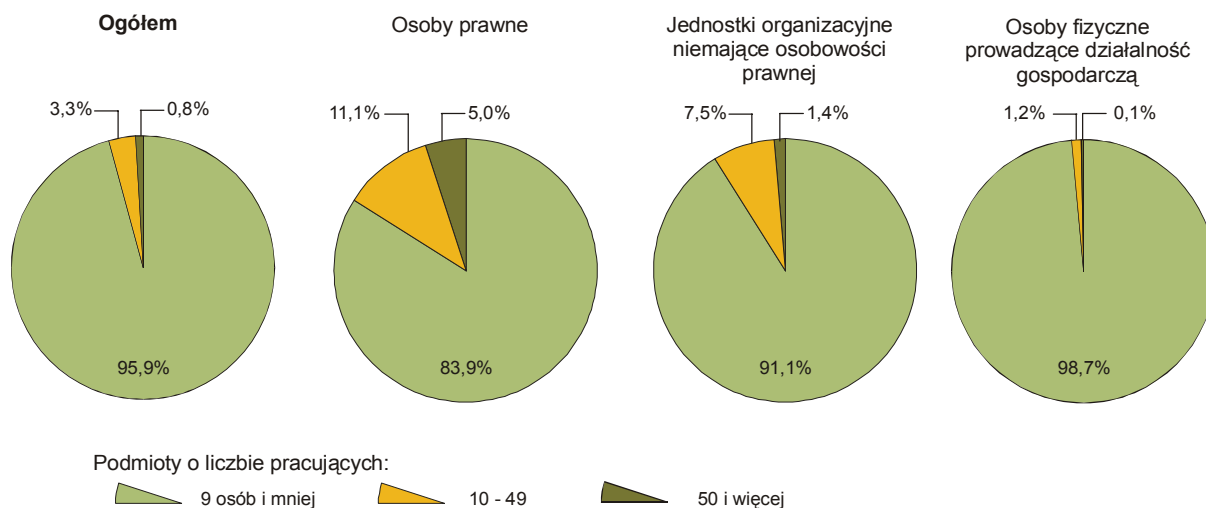 Ogółem
3,3%
0,8%
95,9%
Osoby prawne
11,1%
5,0%
83,9%
Jednostki organizacyjne
niemające osobowości
prawnej
7,5%
1,4%
91,1%
Osoby fizyczne
prowadzące działalność
gospodarczą
1,2%
0,1%
98,7%
Podmioty o liczbie pracujących:
9 osób i mniej
10 - 49
50 i więcej